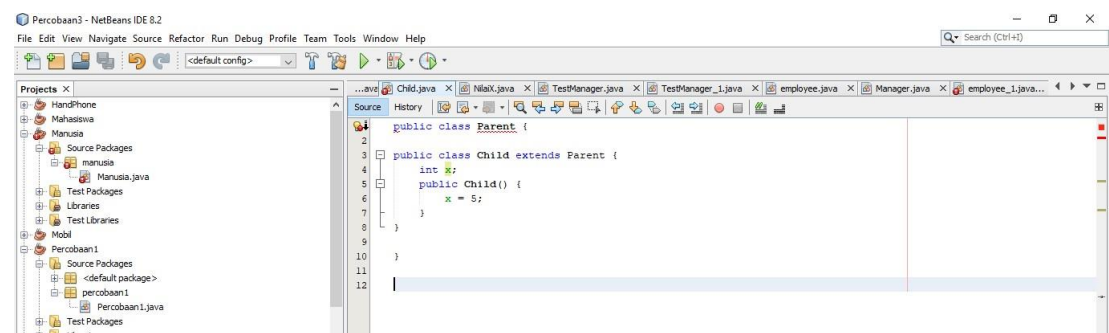 Percobaan3 - NetBeans IDE 8.2
File Edit View Navigate Source Refactor Run Debug Profile Team Tools Window Help
Search (Ctrl+I)
<default config>
Projects
...ava Child.java NilaiX.java TestManager.java TestManager_1.java employee.java Manager.java employee_1.java...
HandPhone
Mahasiswa
Manusia
Source Packages
manusia
Manusia.java
Test Packages
Libraries
Test Libraries
Mobil
Percobaan1
Source Packages
<default package>
percobaan1
Percobaan1.java
Test Packages
Source History
public class Parent {
2
3 public class Child extends Parent {
4 int x;
5 public Child() {
6 x = 5;
7 }
8 }
9
10 }
11
12